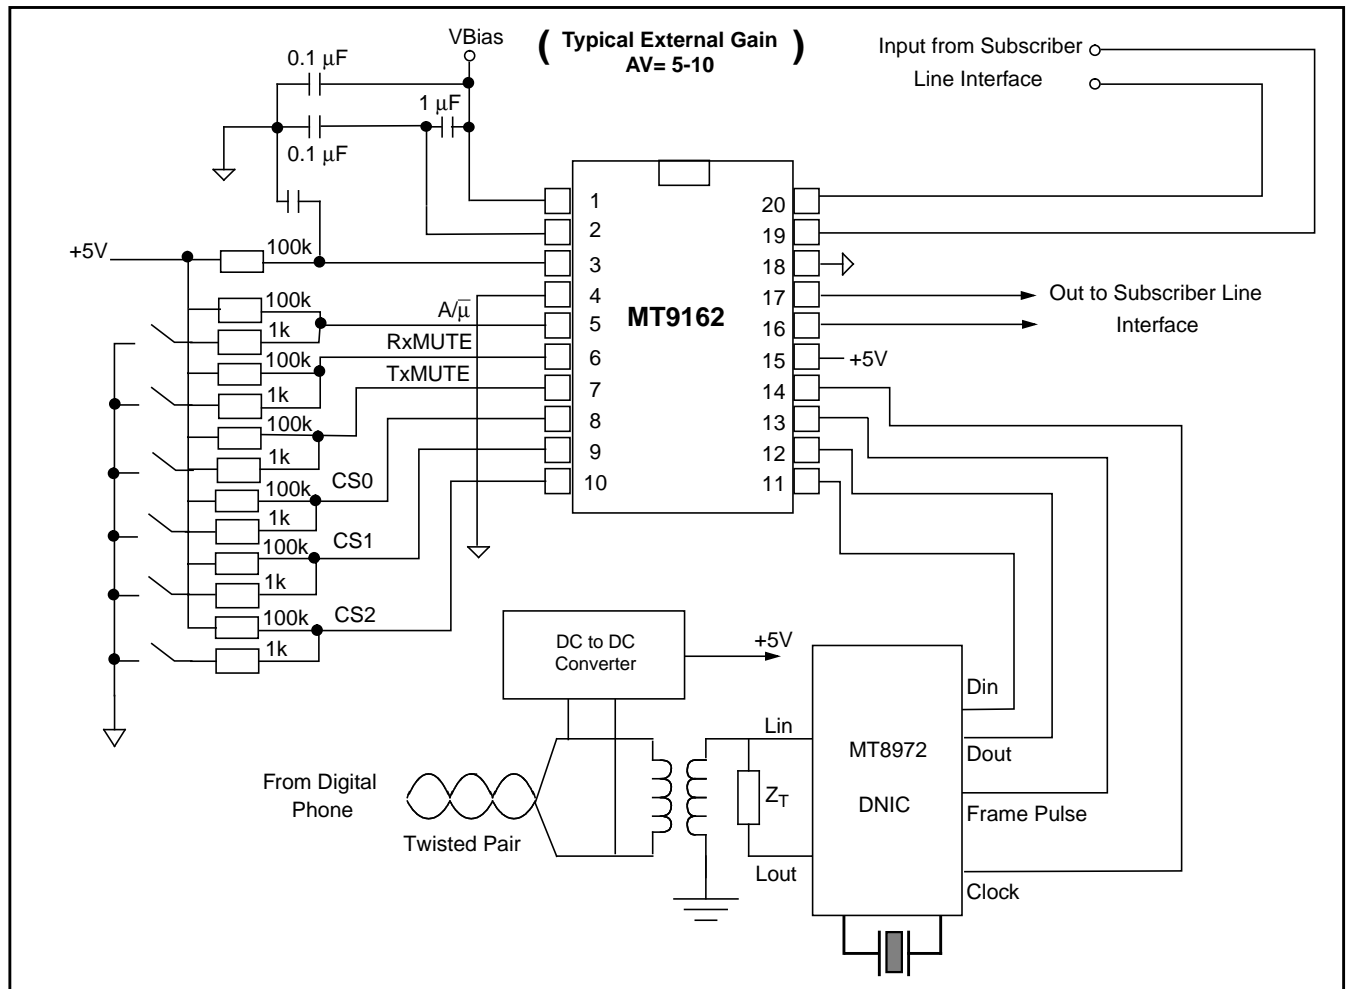 VBias
( Typical External Gain )
AV= 5-10
Input from Subscriber
Line Interface
0.1 μF
1 μF
0.1 μF
+5V
100k
100k
1k
100k
1k
100k
1k
100k
1k
100k
1k
100k
1k
A/μ̅
RxMUTE
TxMUTE
CS0
CS1
CS2
1
2
3
4
5
6
7
8
9
10
MT9162
20
19
18
17
16
15
14
13
12
11
Out to Subscriber Line
Interface
+5V
DC to DC
Converter
+5V
From Digital
Phone
Twisted Pair
Lin
ZT
Lout
MT8972
DNIC
Din
Dout
Frame Pulse
Clock